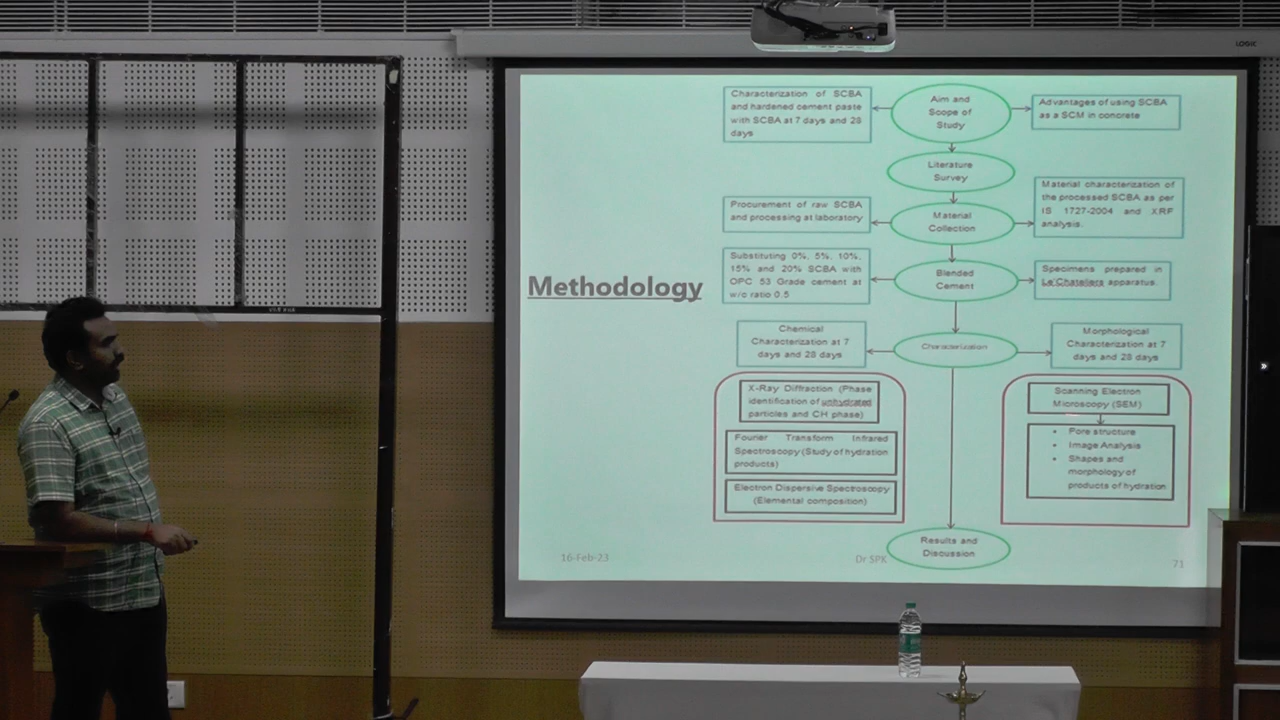 LOGIC
Characterization of SCBA
and hardened cement paste
with SCBA at 7 days and 28
days
Aim and
Scope of
Study
Advantages of using SCBA
as a SCM in concrete
Literature
Survey
Procurement of raw SCBA
and processing at laboratory
Material
Collection
Material characterization of
the processed SCBA as per
IS 1727-2004 and XRF
analysis.
Methodology
Substituting 0%, 5%, 10%,
15% and 20% SCBA with
OPC 53 Grade cement at
w/c ratio 0.5
Blended
Cement
Specimens prepared in
Le'Chateliers apparatus.
Chemical
Characterization at 7
days and 28 days
Characterization
Morphological
Characterization at 7
days and 28 days
X-Ray Diffraction (Phase
identification of unhydrated
particles and CH phase)
Fourier Transform Infrared
Spectroscopy (Study of hydration
products)
Electron Dispersive Spectroscopy
(Elemental composition)
Scanning Electron
Microscopy (SEM)
• Pore structure
• Image Analysis
• Shapes and
morphology of
products of hydration
Results and
Discussion
16-Feb-23
Dr SPK
71